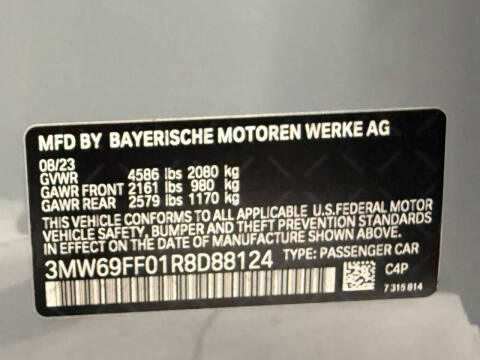 MFD BY BAYERISCHE MOTOREN WERKE AG
08/23
GVWR 4586 lbs 2080 kg
GAWR FRONT 2161 lbs 980 kg
GAWR REAR 2579 lbs 1170 kg
THIS VEHICLE CONFORMS TO ALL APPLICABLE U.S.FEDERAL MOTOR
VEHICLE SAFETY, BUMPER AND THEFT PREVENTION STANDARDS
IN EFFECT ON THE DATE OF MANUFACTURE SHOWN ABOVE.
3MW69FF01R8D88124 TYPE: PASSENGER CAR
C4P
7 315 814